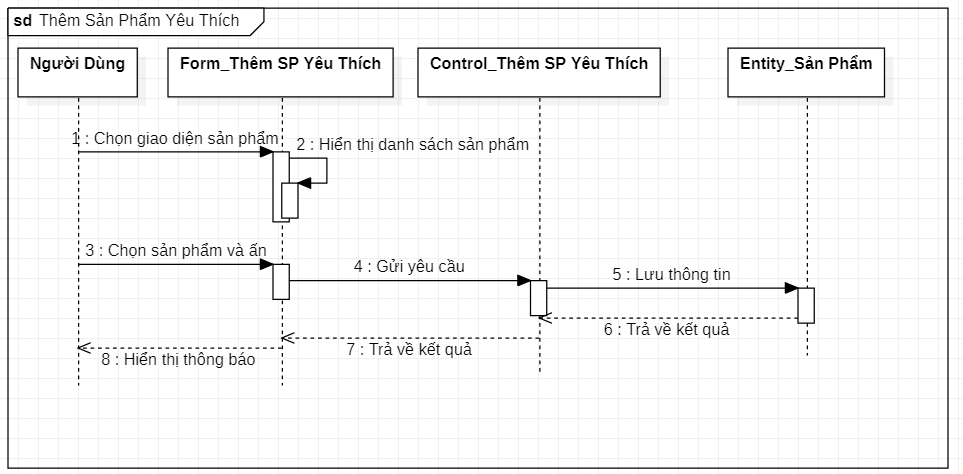 sd Thêm Sản Phẩm Yêu Thích
Người Dùng
Form_Thêm SP Yêu Thích
Control_Thêm SP Yêu Thích
Entity_Sản Phẩm
1 : Chọn giao diện sản phẩm
2 : Hiển thị danh sách sản phẩm
3 : Chọn sản phẩm và ấn
4 : Gửi yêu cầu
5 : Lưu thông tin
6 : Trả về kết quả
7 : Trả về kết quả
8 : Hiển thị thông báo